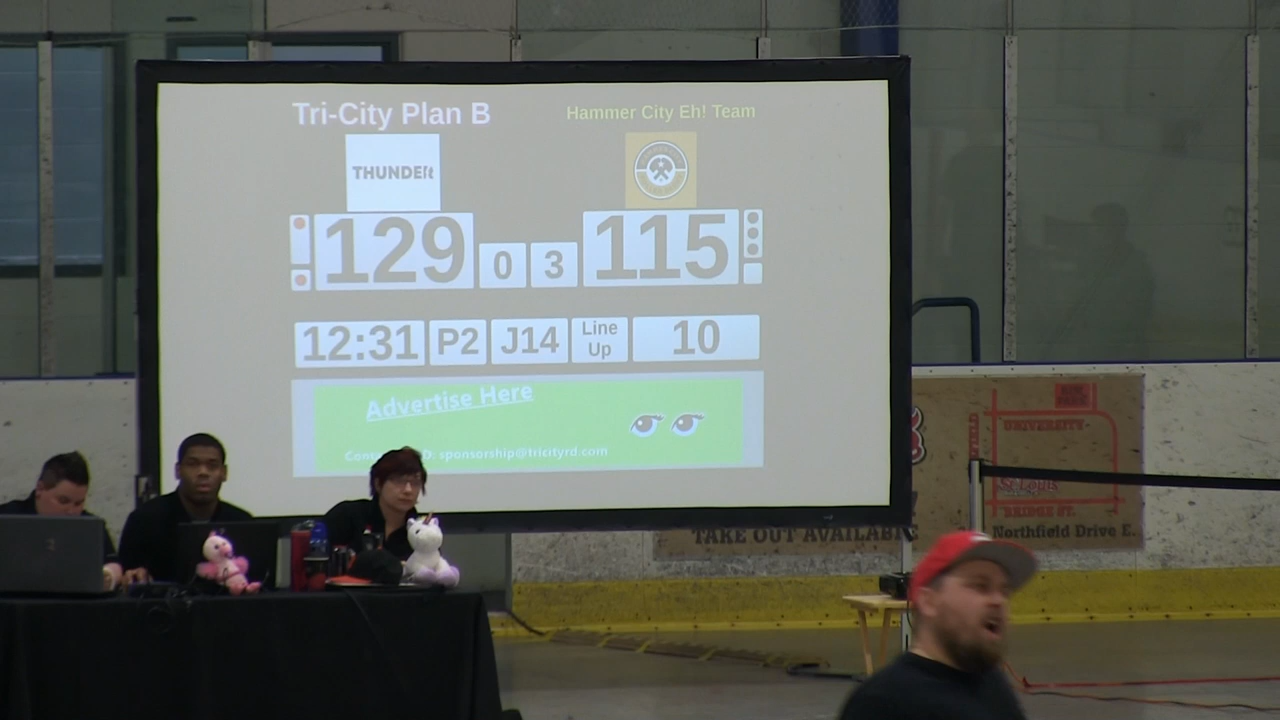 Tri-City Plan B
Hammer City Eh! Team
THUNDER
129
0
3
115
12:31
P2
J14
Line
Up
10
Advertise Here
D: sponsorship@tricityrd.com
UNIVERSITY
St. Louis
BRIDGE ST.
TAKE OUT AVAILABLE
Northfield Drive E.